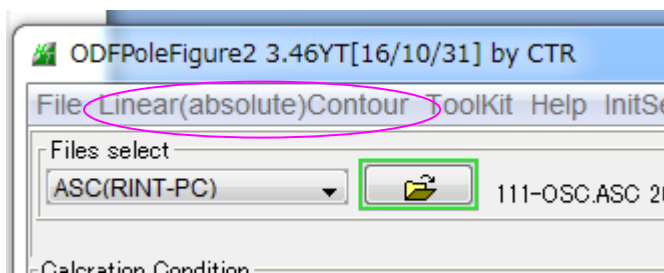 ODFPoleFigure2 3.46YT[16/10/31] by CTR
File Linear(absolute)Contour ToolKit Help InitSe
Files select
ASC(RINT-PC) 111-OSC.ASC 2
Calcration Condition